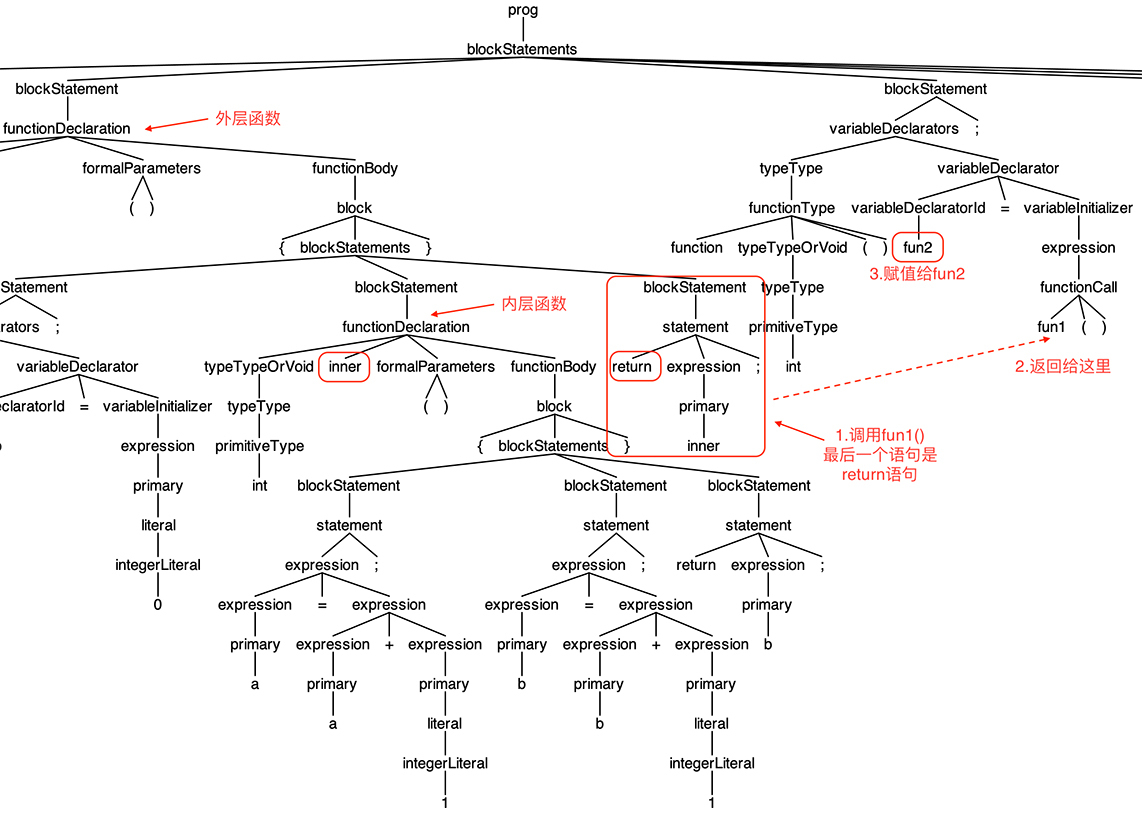 prog
blockStatements
blockStatement blockStatement
functionDeclaration 外层函数 variableDeclarators ;
formalParameters functionBody typeType variableDeclarator
( ) block functionType variableDeclaratorId = variableInitializer
{ blockStatements } function typeTypeOrVoid ( ) fun2 expression
3.赋值给fun2
Statement blockStatement blockStatement typeType functionCall
内层函数
rators ; functionDeclaration statement primitiveType fun1 ( )
variableDeclarator typeTypeOrVoid inner formalParameters functionBody return expression ; int 2.返回给这里
eclaratorId = variableInitializer typeType ( ) block primary
1.调用fun1()
expression primitiveType { blockStatements } inner 最后一个语句是
return语句
primary int blockStatement blockStatement blockStatement
literal statement statement statement
integerLiteral expression ; expression ; return expression ;
0 expression = expression expression = expression primary
primary expression + expression primary expression + expression b
a primary primary b primary primary
a literal b literal
integerLiteral integerLiteral
1 1